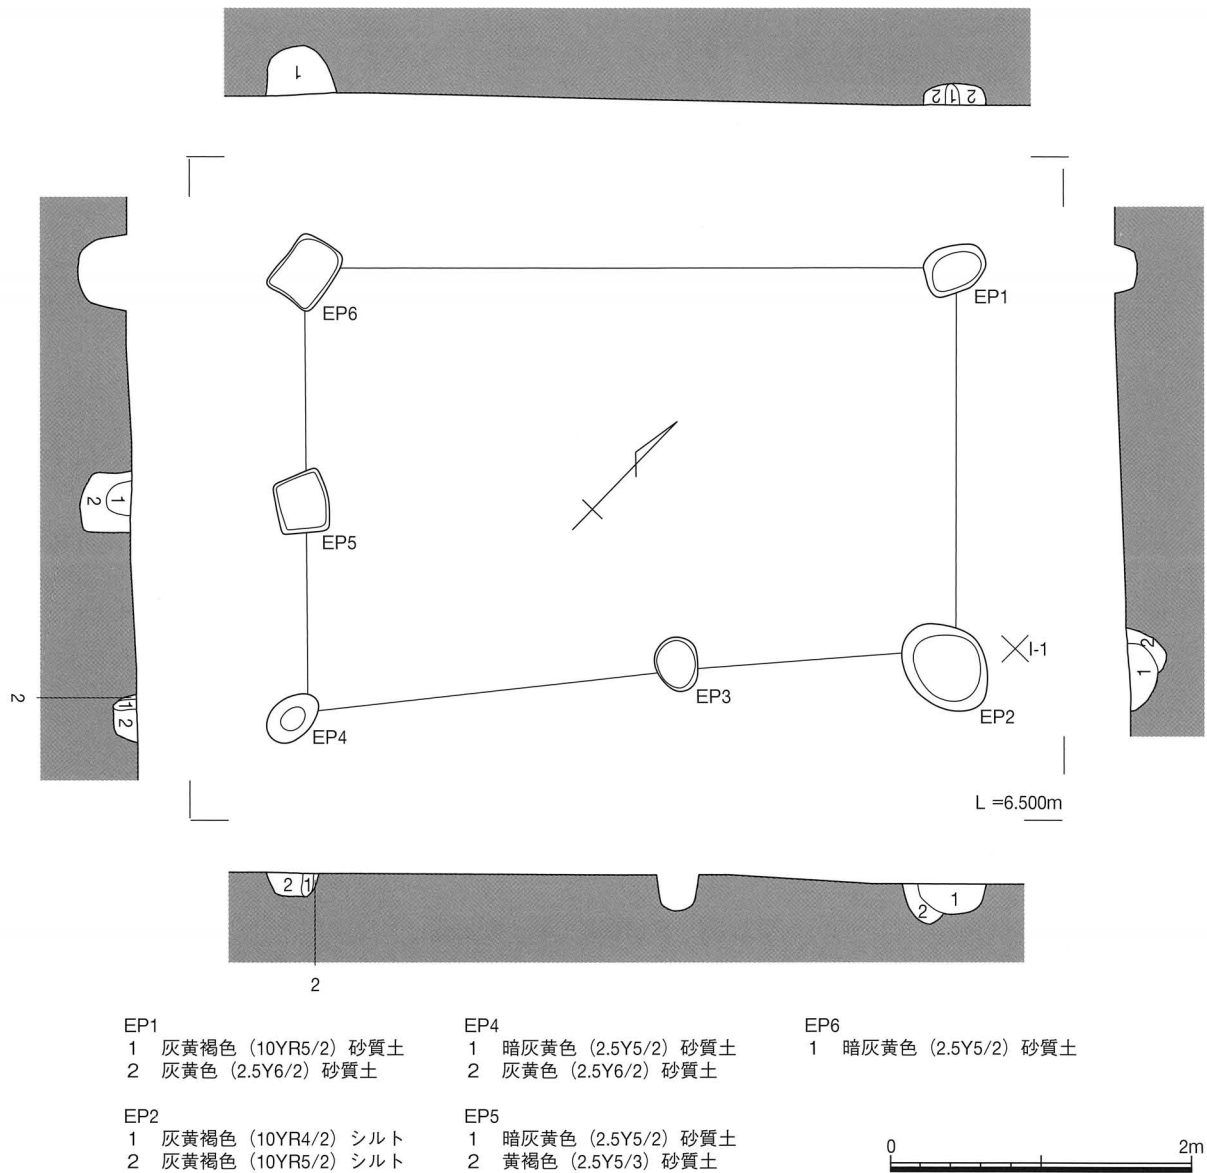 1
2 1 2
EP6
EP1
2
1
EP5
I-1
2
1
2
1
2
EP3
EP2
EP4
L =6.500m
2
1
1
2
2
EP1
1 灰黄褐色（10YR5/2）砂質土
2 灰黄色（2.5Y6/2）砂質土
EP2
1 灰黄褐色（10YR4/2）シルト
2 灰黄褐色（10YR5/2）シルト
EP4
1 暗灰黄色（2.5Y5/2）砂質土
2 灰黄色（2.5Y6/2）砂質土
EP5
1 暗灰黄色（2.5Y5/2）砂質土
2 黄褐色（2.5Y5/3）砂質土
EP6
1 暗灰黄色（2.5Y5/2）砂質土
0 2m